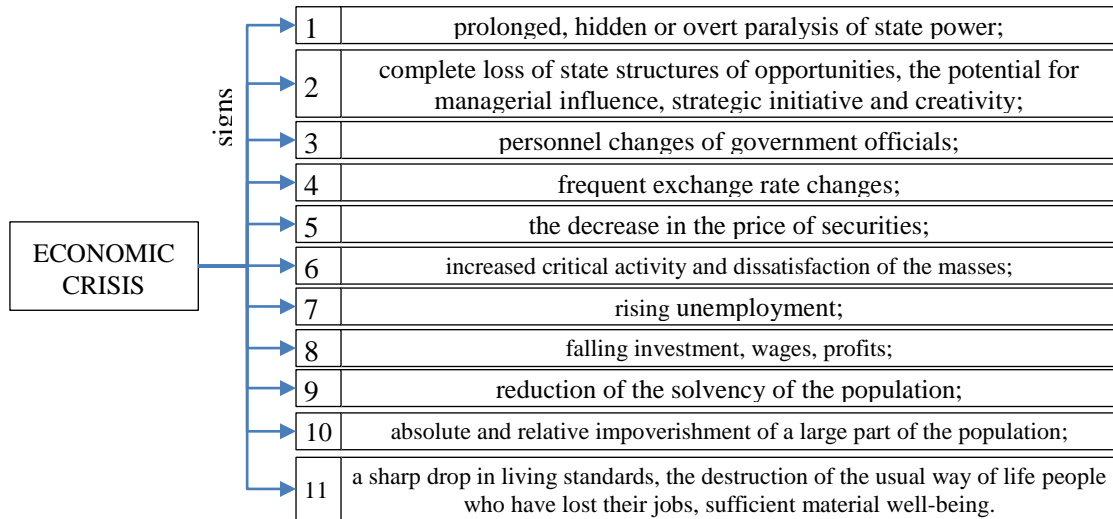 signs
ECONOMIC
CRISIS
1 prolonged, hidden or overt paralysis of state power;
2 complete loss of state structures of opportunities, the potential for
managerial influence, strategic initiative and creativity;
3 personnel changes of government officials;
4 frequent exchange rate changes;
5 the decrease in the price of securities;
6 increased critical activity and dissatisfaction of the masses;
7 rising unemployment;
8 falling investment, wages, profits;
9 reduction of the solvency of the population;
10 absolute and relative impoverishment of a large part of the population;
11 a sharp drop in living standards, the destruction of the usual way of life people
who have lost their jobs, sufficient material well-being.